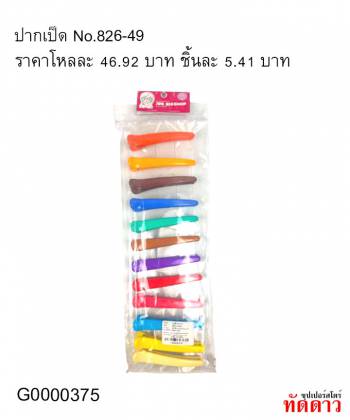 ปากเป็ด No.826-49
ราคาโหลละ 46.92 บาท ชิ้นละ 5.41 บาท
G0000375
ซุปเปอร์สโตร์
ทัดดาว